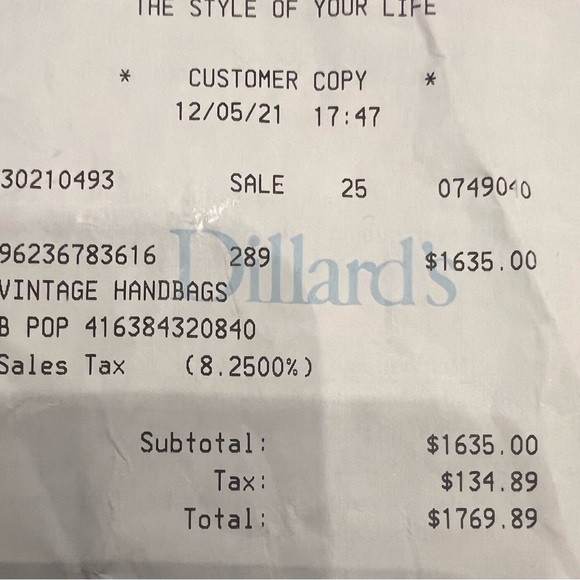 THE STYLE OF YOUR LIFE
* CUSTOMER COPY *
12/05/21 17:47
30210493 SALE 25 0749040
96236783616 289 $1635.00
Dillard's
VINTAGE HANDBAGS
B POP 416384320840
Sales Tax (8.2500%)
Subtotal: $1635.00
Tax: $134.89
Total: $1769.89